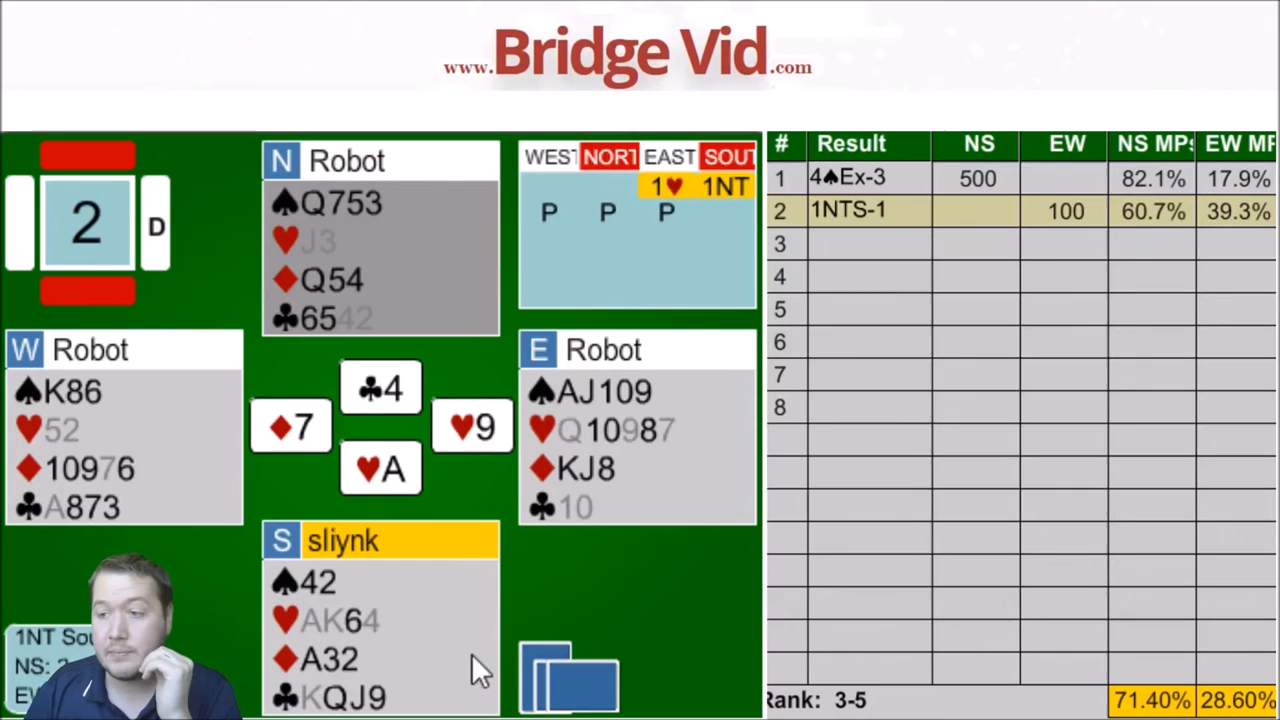 www.Bridge Vid.com
2
D
N Robot
♠Q753
♥J3
♦Q54
♣6542
WEST NORT EAST SOUT
1♥ 1NT
P P P
W Robot
♠K86
♥52
♦10976
♣A873
♣4
♦7
♥9
♥A
E Robot
♠AJ109
♥Q10987
♦KJ8
♣10
S sliynk
♠42
♥AK64
♦A32
♣KQJ9
1NT Sou
NS:
EW
# Result NS EW NS MPs EW MP
1 4♠Ex-3 500 82.1% 17.9%
2 1NTS-1 100 60.7% 39.3%
3
4
5
6
7
8
Rank: 3-5 71.40% 28.60%